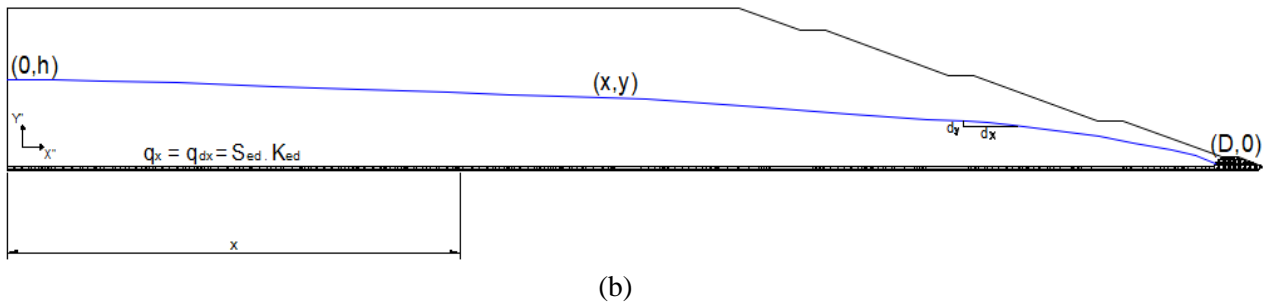 (0,h)
(x,y)
Y"
X"
dy
dx
(D,0)
qx = qdx = Sed. Ked
x
(b)